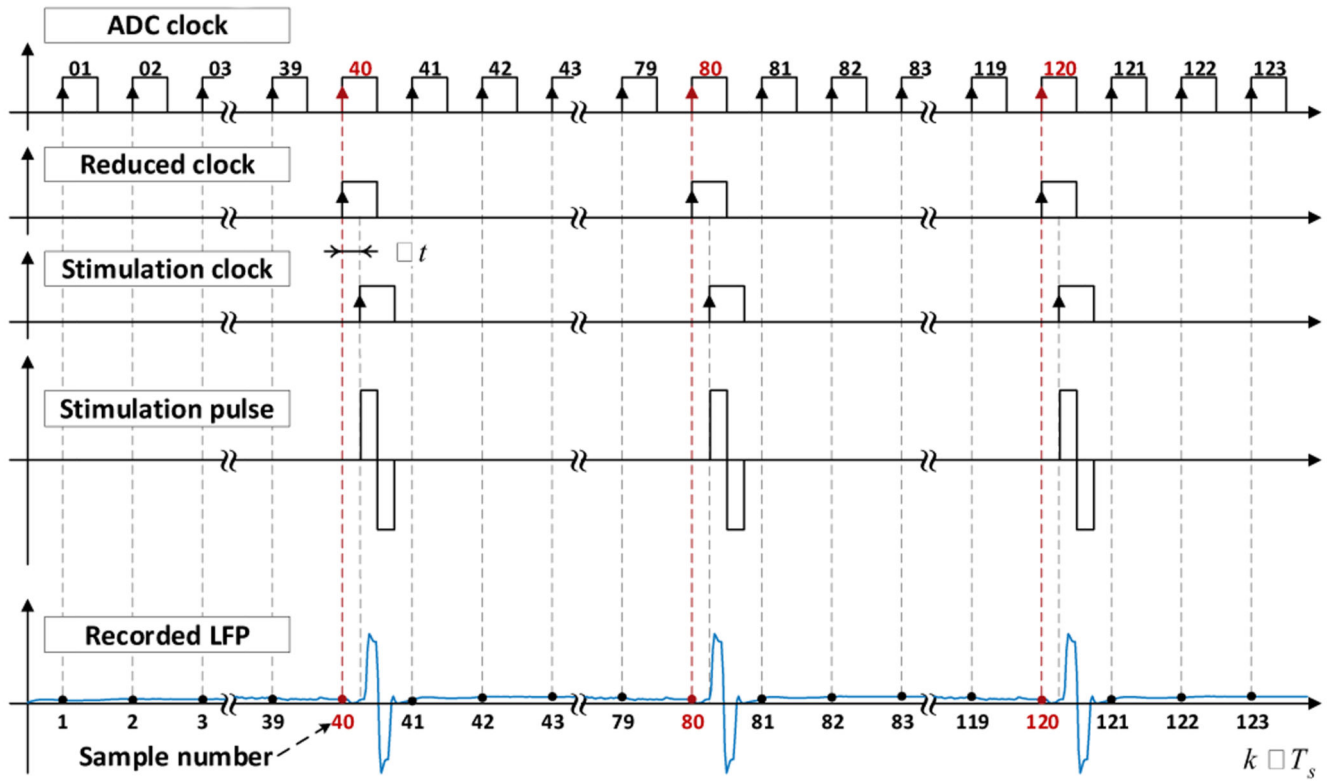 ADC clock
01 02 03 39 40 41 42 43 79 80 81 82 83 119 120 121 122 123
Reduced clock
□ t
Stimulation clock
Stimulation pulse
Recorded LFP
1 2 3 39 40 41 42 43 79 80 81 82 83 119 120 121 122 123
Sample number
k □ Ts